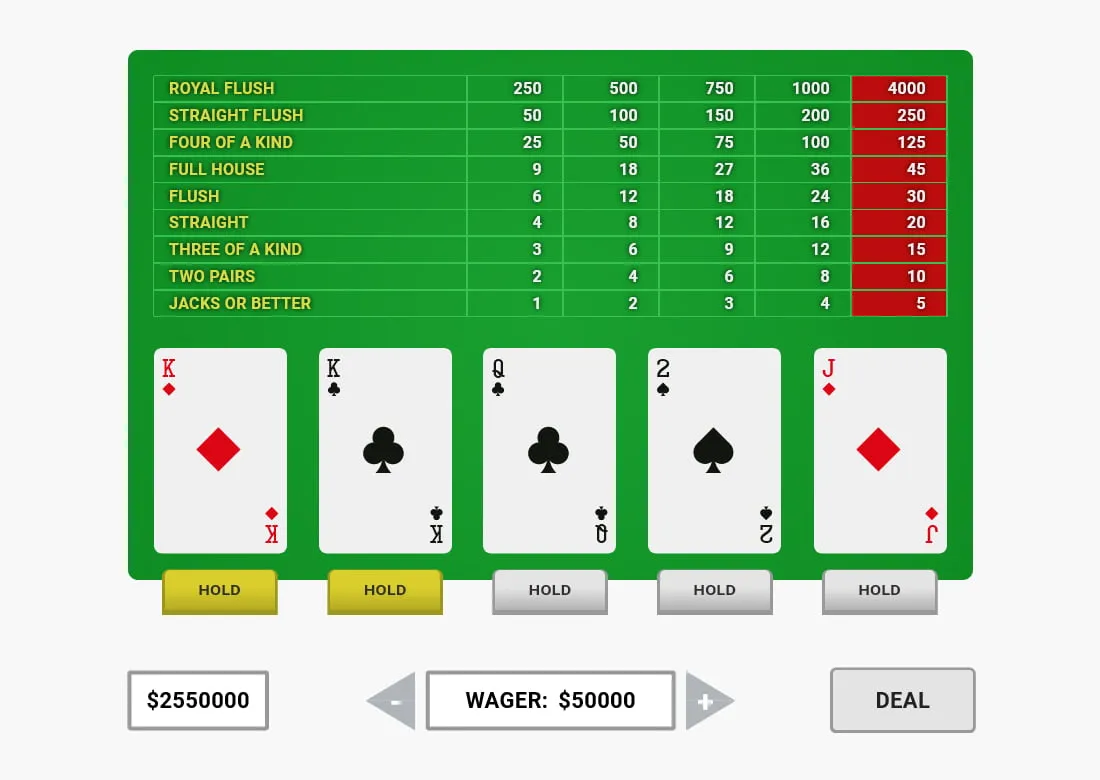 ROYAL FLUSH 250 500 750 1000 4000
STRAIGHT FLUSH 50 100 150 200 250
FOUR OF A KIND 25 50 75 100 125
FULL HOUSE 9 18 27 36 45
FLUSH 6 12 18 24 30
STRAIGHT 4 8 12 16 20
THREE OF A KIND 3 6 9 12 15
TWO PAIRS 2 4 6 8 10
JACKS OR BETTER 1 2 3 4 5
K K Q 2 J
K K Q 2 J
HOLD HOLD HOLD HOLD HOLD
$2550000 - WAGER: $50000 + DEAL